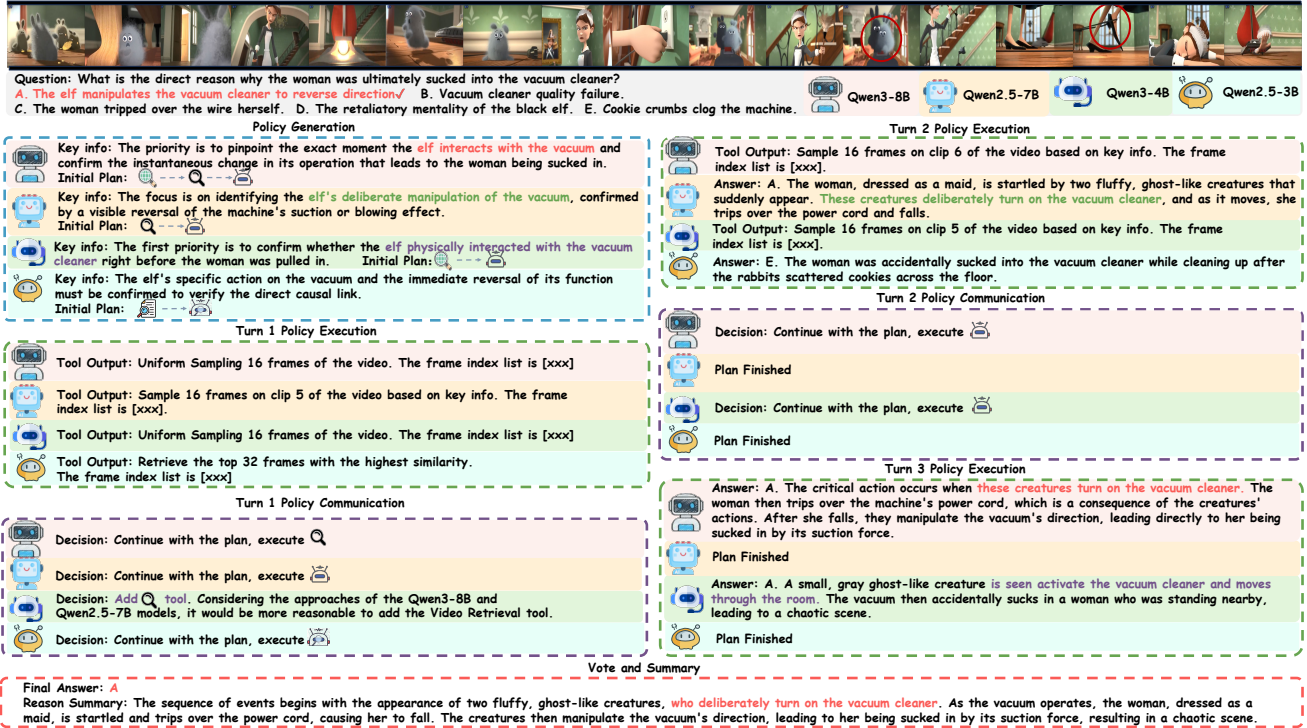 Question: What is the direct reason why the woman was ultimately sucked into the vacuum cleaner?
A. The elf manipulates the vacuum cleaner to reverse direction✓ B. Vacuum cleaner quality failure.
C. The woman tripped over the wire herself. D. The retaliatory mentality of the black elf. E. Cookie crumbs clog the machine.
Qwen3-8B
Qwen2.5-7B
Qwen3-4B
Qwen2.5-3B
Policy Generation
Key info: The priority is to pinpoint the exact moment the elf interacts with the vacuum and
confirm the instantaneous change in its operation that leads to the woman being sucked in.
Initial Plan:
Key info: The focus is on identifying the elf's deliberate manipulation of the vacuum, confirmed
by a visible reversal of the machine's suction or blowing effect.
Initial Plan:
Key info: The first priority is to confirm whether the elf physically interacted with the vacuum
cleaner right before the woman was pulled in. Initial Plan:
Key info: The elf's specific action on the vacuum and the immediate reversal of its function
must be confirmed to verify the direct causal link.
Initial Plan:
Turn 1 Policy Execution
Tool Output: Uniform Sampling 16 frames of the video. The frame index list is [xxx]
Tool Output: Sample 16 frames on clip 5 of the video based on key info. The frame
index list is [xxx].
Tool Output: Uniform Sampling 16 frames of the video. The frame index list is [xxx]
Tool Output: Retrieve the top 32 frames with the highest similarity.
The frame index list is [xxx]
Turn 1 Policy Communication
Decision: Continue with the plan, execute
Decision: Continue with the plan, execute
Decision: Add tool. Considering the approaches of the Qwen3-8B and
Qwen2.5-7B models, it would be more reasonable to add the Video Retrieval tool.
Decision: Continue with the plan, execute
Turn 2 Policy Execution
Tool Output: Sample 16 frames on clip 6 of the video based on key info. The frame
index list is [xxx].
Answer: A. The woman, dressed as a maid, is startled by two fluffy, ghost-like creatures that
suddenly appear. These creatures deliberately turn on the vacuum cleaner, and as it moves, she
trips over the power cord and falls.
Tool Output: Sample 16 frames on clip 5 of the video based on key info. The frame
index list is [xxx].
Answer: E. The woman was accidentally sucked into the vacuum cleaner while cleaning up after
the rabbits scattered cookies across the floor.
Turn 2 Policy Communication
Decision: Continue with the plan, execute
Plan Finished
Decision: Continue with the plan, execute
Plan Finished
Turn 3 Policy Execution
Answer: A. The critical action occurs when these creatures turn on the vacuum cleaner. The
woman then trips over the machine's power cord, which is a consequence of the creatures'
actions. After she falls, they manipulate the vacuum's direction, leading directly to her being
sucked in by its suction force.
Plan Finished
Answer: A. A small, gray ghost-like creature is seen activate the vacuum cleaner and moves
through the room. The vacuum then accidentally sucks in a woman who was standing nearby,
leading to a chaotic scene.
Plan Finished
Vote and Summary
Final Answer: A
Reason Summary: The sequence of events begins with the appearance of two fluffy, ghost-like creatures, who deliberately turn on the vacuum cleaner. As the vacuum operates, the woman, dressed as a
maid, is startled and trips over the power cord, causing her to fall. The creatures then manipulate the vacuum's direction, leading to her being sucked in by its suction force, resulting in a chaotic scene.